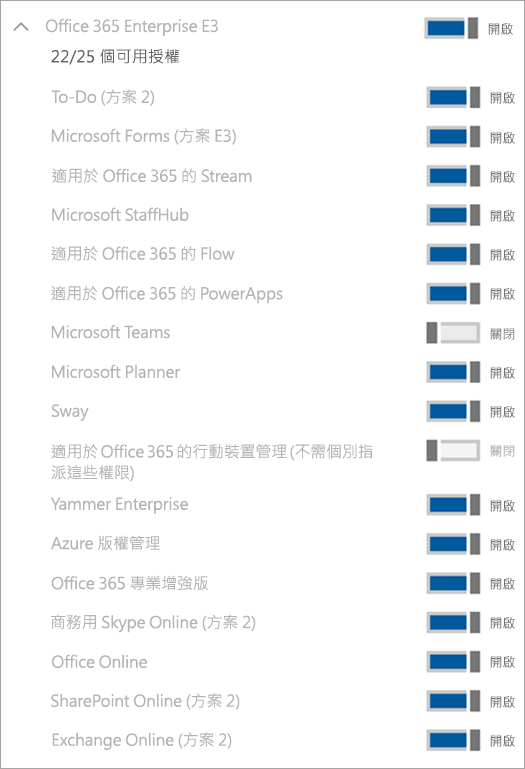 Office 365 Enterprise E3 開啟
22/25 個可用授權
To-Do (方案 2) 開啟
Microsoft Forms (方案 E3) 開啟
適用於 Office 365 的 Stream 開啟
Microsoft StaffHub 開啟
適用於 Office 365 的 Flow 開啟
適用於 Office 365 的 PowerApps 開啟
Microsoft Teams 關閉
Microsoft Planner 開啟
Sway 開啟
適用於 Office 365 的行動裝置管理 (不需個別指 關閉
派這些權限)
Yammer Enterprise 開啟
Azure 版權管理 開啟
Office 365 專業增強版 開啟
商務用 Skype Online (方案 2) 開啟
Office Online 開啟
SharePoint Online (方案 2) 開啟
Exchange Online (方案 2) 開啟